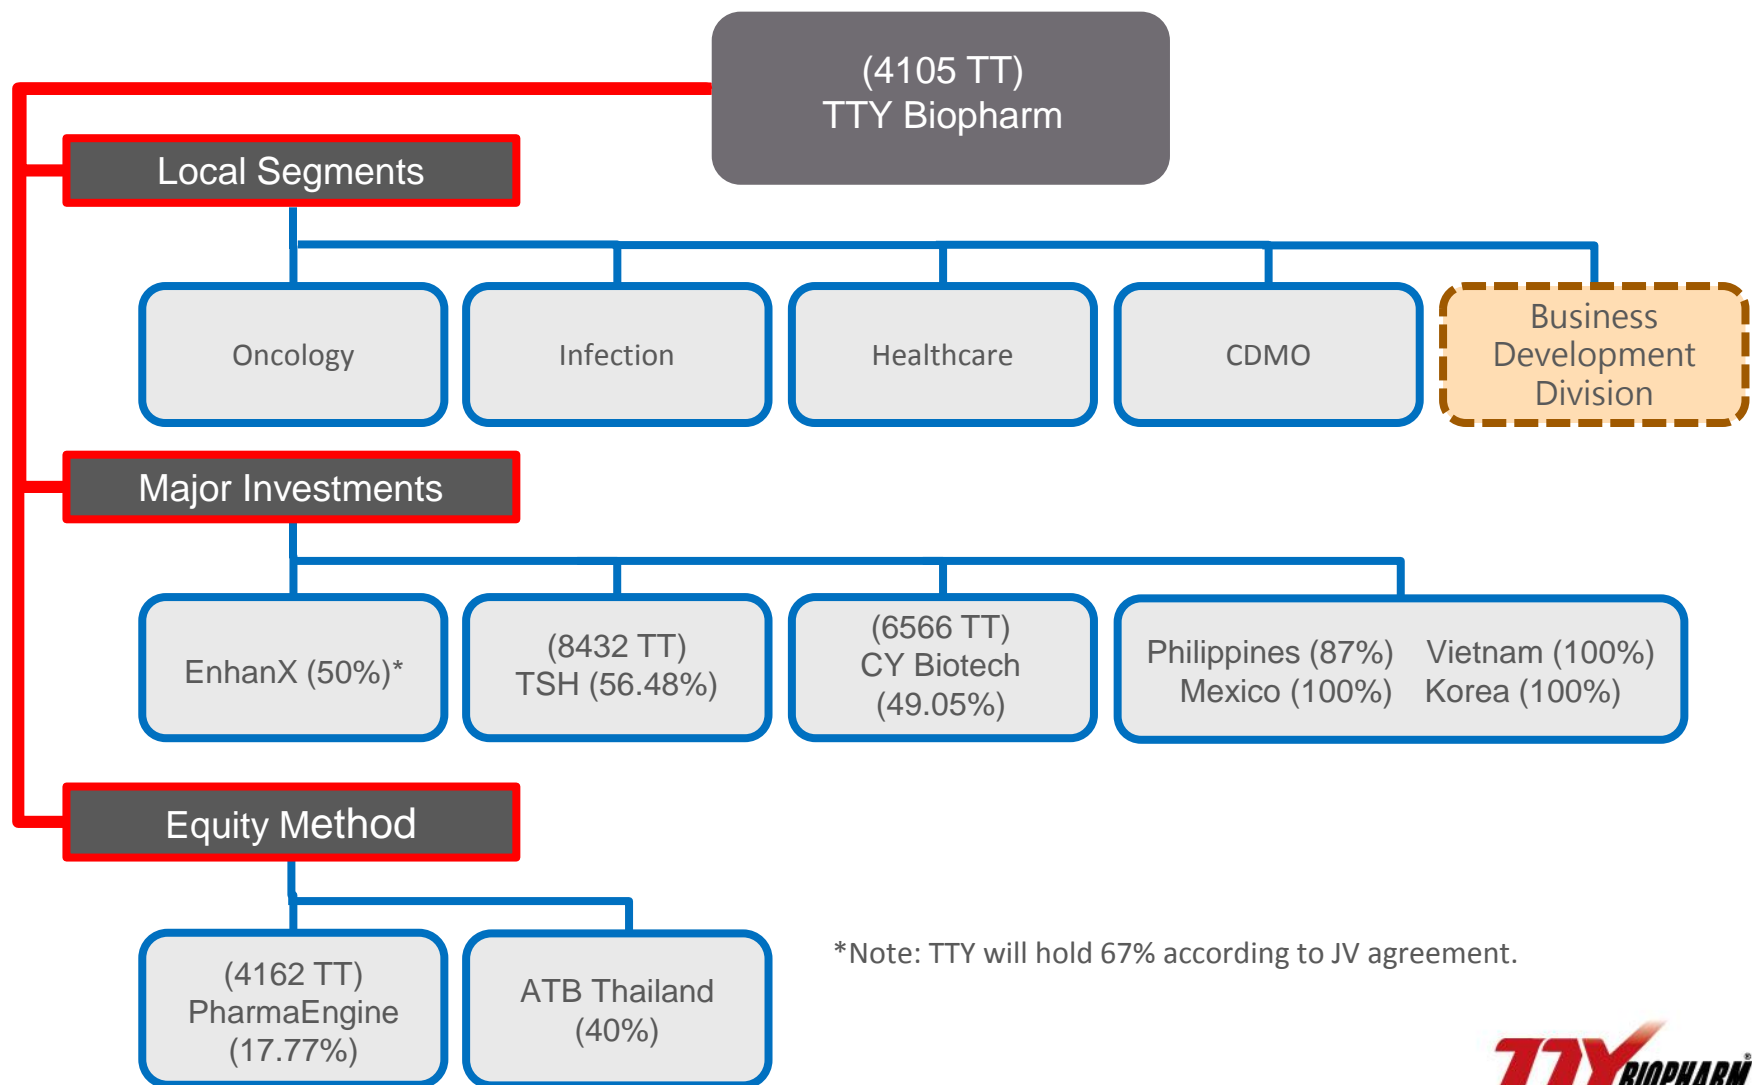 (4105 TT)
TTY Biopharm
Local Segments
Oncology
Infection
Healthcare
CDMO
Business
Development
Division
Major Investments
EnhanX (50%)*
(8432 TT)
TSH (56.48%)
(6566 TT)
CY Biotech
(49.05%)
Philippines (87%) Vietnam (100%)
Mexico (100%) Korea (100%)
Equity Method
(4162 TT)
PharmaEngine
(17.77%)
ATB Thailand
(40%)
*Note: TTY will hold 67% according to JV agreement.
TTY BIOPHARM®